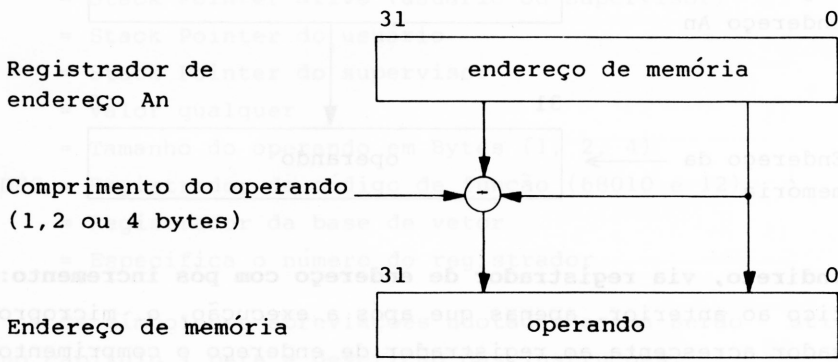 31 0
Registrador de
endereço An
endereço de memória
Comprimento do operando
(1,2 ou 4 bytes)
-
31 0
Endereço de memória
operando